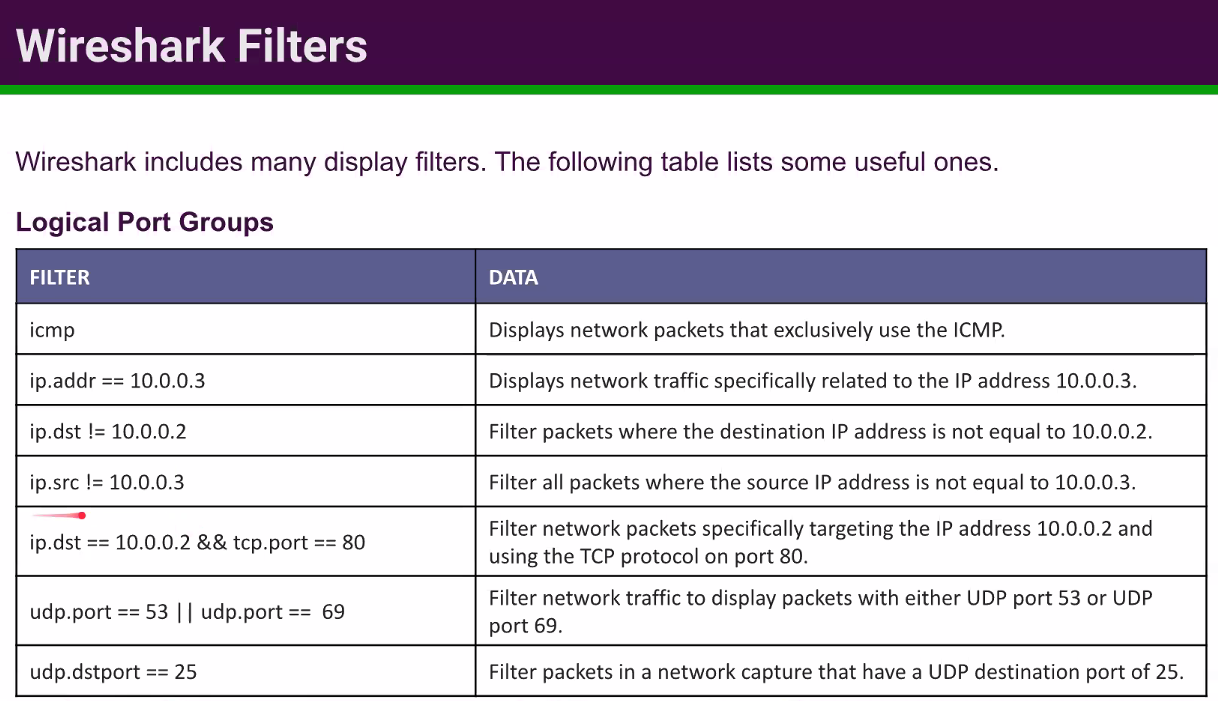 Wireshark Filters
Wireshark includes many display filters. The following table lists some useful ones.
Logical Port Groups
FILTER
DATA
icmp
Displays network packets that exclusively use the ICMP.
ip.addr == 10.0.0.3
Displays network traffic specifically related to the IP address 10.0.0.3.
ip.dst != 10.0.0.2
Filter packets where the destination IP address is not equal to 10.0.0.2.
ip.src != 10.0.0.3
Filter all packets where the source IP address is not equal to 10.0.0.3.
ip.dst == 10.0.0.2 && tcp.port == 80
Filter network packets specifically targeting the IP address 10.0.0.2 and
using the TCP protocol on port 80.
udp.port == 53 || udp.port == 69
Filter network traffic to display packets with either UDP port 53 or UDP
port 69.
udp.dstport == 25
Filter packets in a network capture that have a UDP destination port of 25.